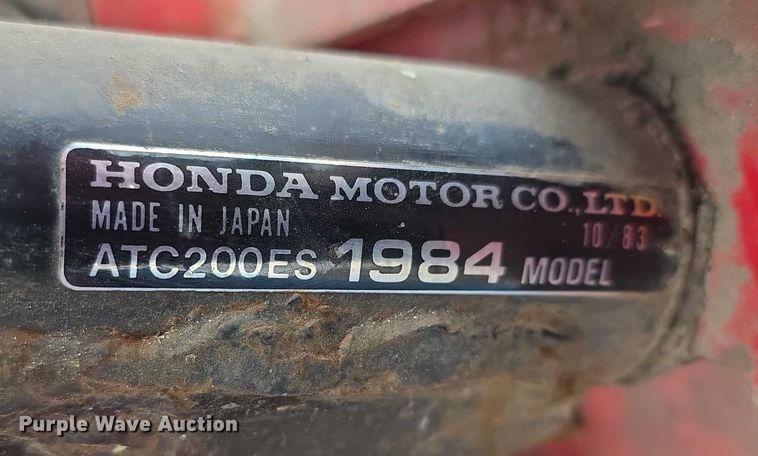 HONDA MOTOR CO., LTD.
MADE IN JAPAN 10/83
ATC200ES 1984 MODEL
Purple Wave Auction